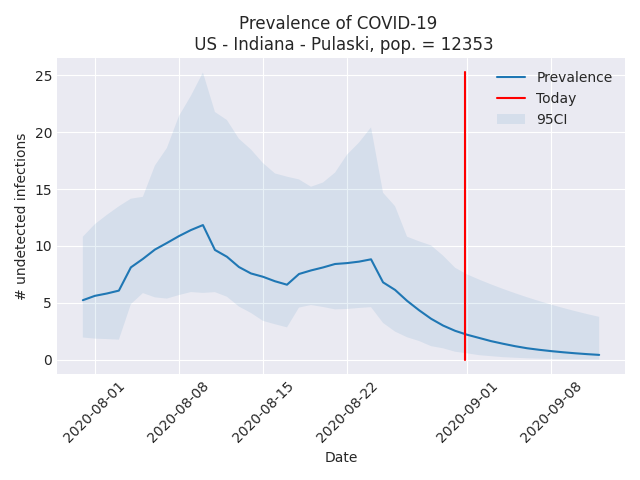 Prevalence of COVID-19
US - Indiana - Pulaski, pop. = 12353
Prevalence
Today
95CI
# undetected infections
25
20
15
10
5
0
2020-08-01
2020-08-08
2020-08-15
2020-08-22
2020-09-01
2020-09-08
Date